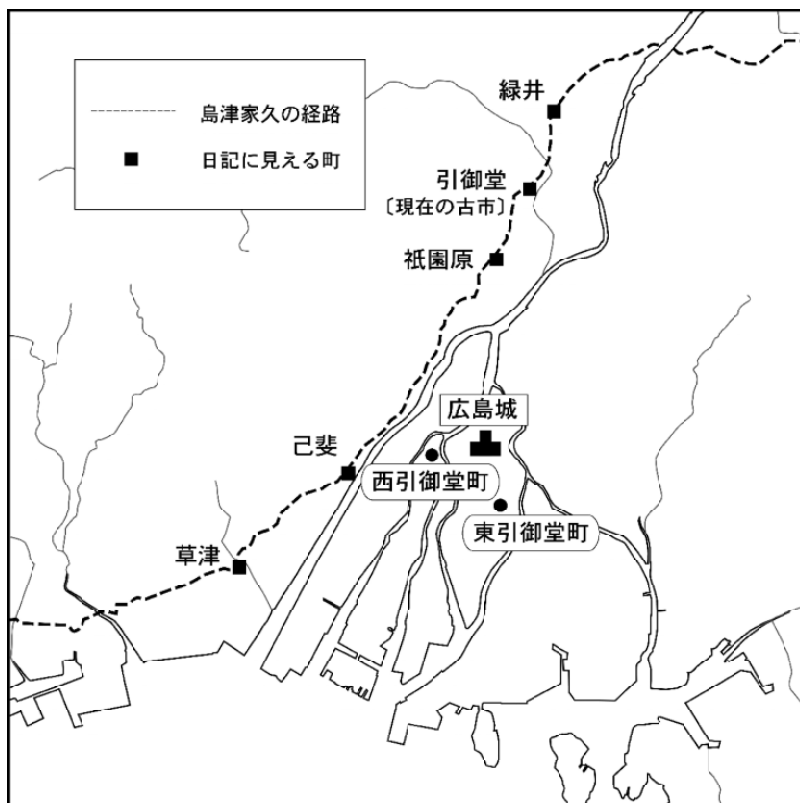 島津家久の経路
日記に見える町
緑井
引御堂
〔現在の古市〕
祇園原
広島城
己斐
西引御堂町
東引御堂町
草津